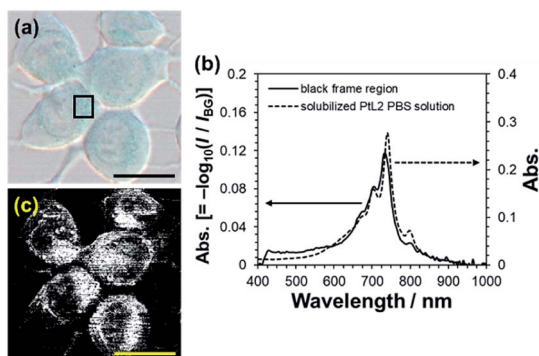 (a)
(b)
0.2
0.16
0.12
0.08
0.04
0
0.4
0.3
0.2
0.1
0
black frame region
solubilized PtL2 PBS solution
Abs. [= –log10(I / IBG)]
Abs.
400 500 600 700 800 900 1000
Wavelength / nm
(c)